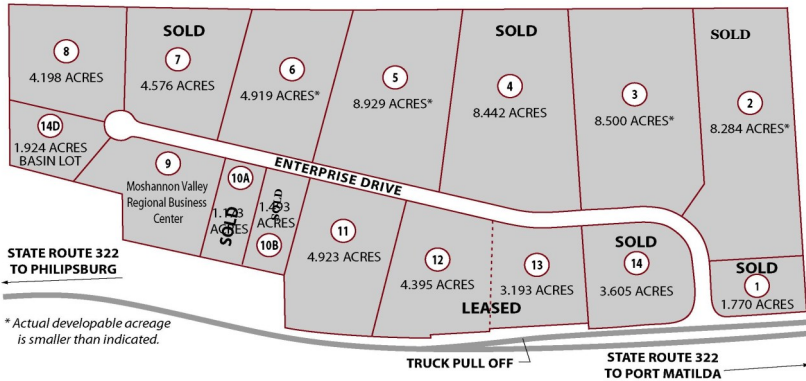 8
4.198 ACRES
SOLD
7
4.576 ACRES
6
4.919 ACRES*
5
8.929 ACRES*
SOLD
4
8.442 ACRES
3
8.500 ACRES*
SOLD
2
8.284 ACRES*
14D
1.924 ACRES
BASIN LOT
9
Moshannon Valley
Regional Business
Center
10A
ACRES
SOLD
SOLD
1.493
ACRES
10B
ENTERPRISE DRIVE
11
4.923 ACRES
12
4.395 ACRES
13
3.193 ACRES
LEASED
SOLD
14
3.605 ACRES
SOLD
1
1.770 ACRES
STATE ROUTE 322
TO PHILIPSBURG
* Actual developable acreage
is smaller than indicated.
TRUCK PULL OFF
STATE ROUTE 322
TO PORT MATILDA